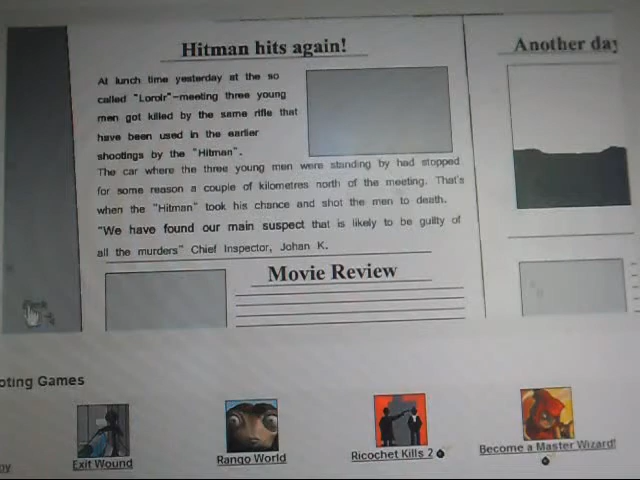 Hitman hits again!
At lunch time yesterday at the so
called "Lorolr"-meeting three young
men got killed by the same rifle that
have been used in the earlier
shootings by the "Hitman".
The car where the three young men were standing by had stopped
for some reason a couple of kilometres north of the meeting. That's
when the "Hitman" took his chance and shot the men to death.
"We have found our main suspect that is likely to be guilty of
all the murders" Chief Inspector, Johan K.
Movie Review
Another day
oting Games
ny
Exit Wound
Rango World
Ricochet Kills 2
Become a Master Wizard!